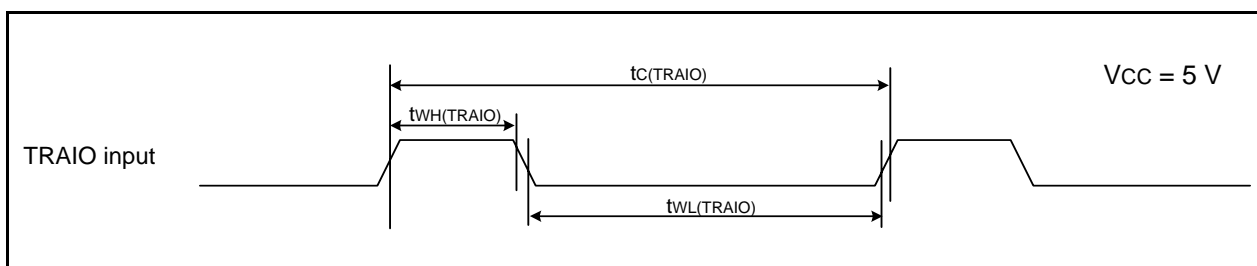 tC(TRAIO)
VCC = 5 V
tWH(TRAIO)
TRAIO input
tWL(TRAIO)